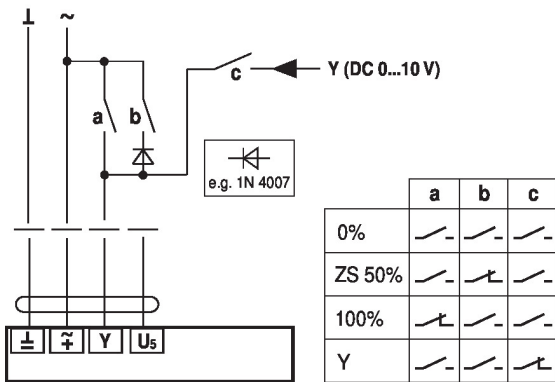 ⊥ ~
c Y (DC 0...10 V)
a b
e.g. 1N 4007
a b c
0%
ZS 50%
100%
Y
⊥ ~+ Y U5